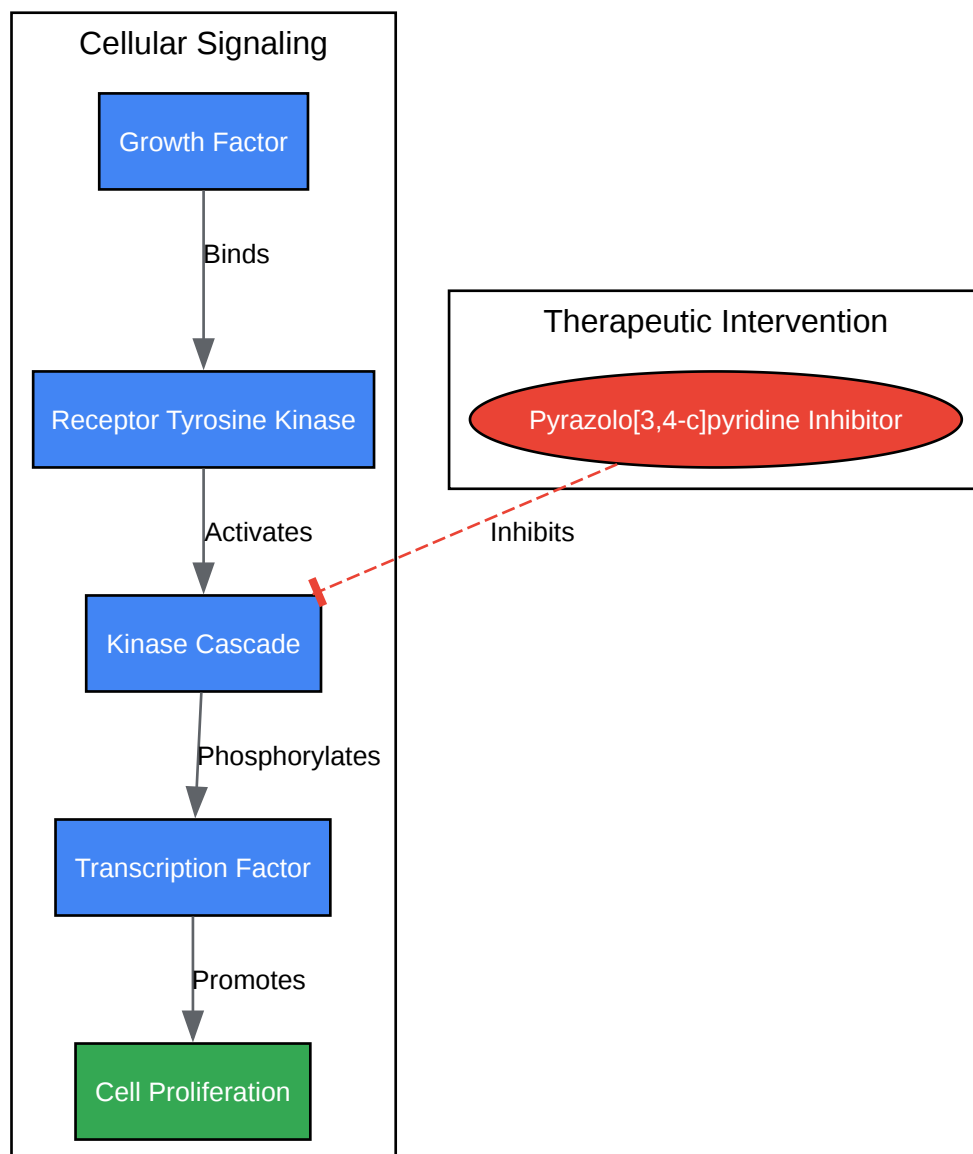 Cellular Signaling
Growth Factor
Binds
Receptor Tyrosine Kinase
Activates
Kinase Cascade
Phosphorylates
Transcription Factor
Promotes
Cell Proliferation
Therapeutic Intervention
Pyrazolo[3,4-c]pyridine Inhibitor
Inhibits